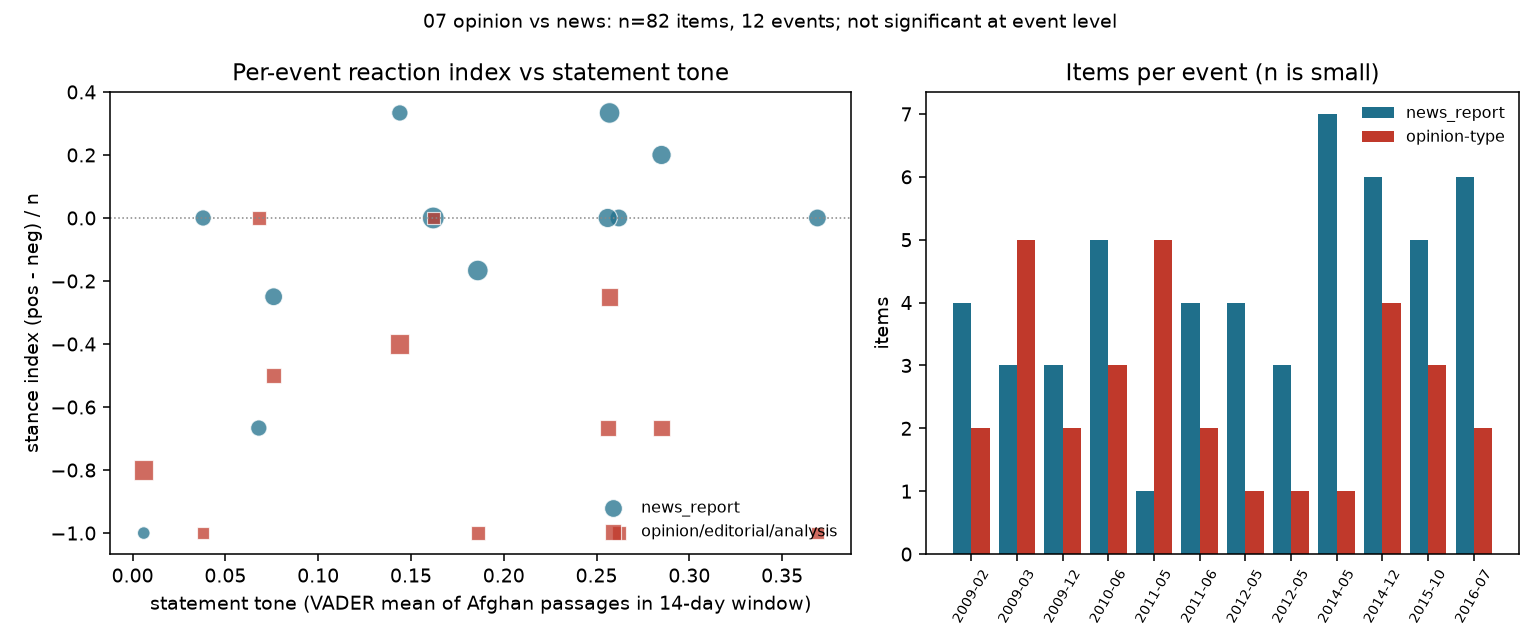 07 opinion vs news: n=82 items, 12 events; not significant at event level
Per-event reaction index vs statement tone
stance index (pos - neg) / n
0.4
0.2
0.0
−0.2
−0.4
−0.6
−0.8
−1.0
news_report
opinion/editorial/analysis
0.00 0.05 0.10 0.15 0.20 0.25 0.30 0.35
statement tone (VADER mean of Afghan passages in 14-day window)
Items per event (n is small)
items
7
6
5
4
3
2
1
0
news_report
opinion-type
2009-02 2009-03 2009-12 2010-06 2011-05 2011-06 2012-05 2012-05 2014-05 2014-12 2015-10 2016-07